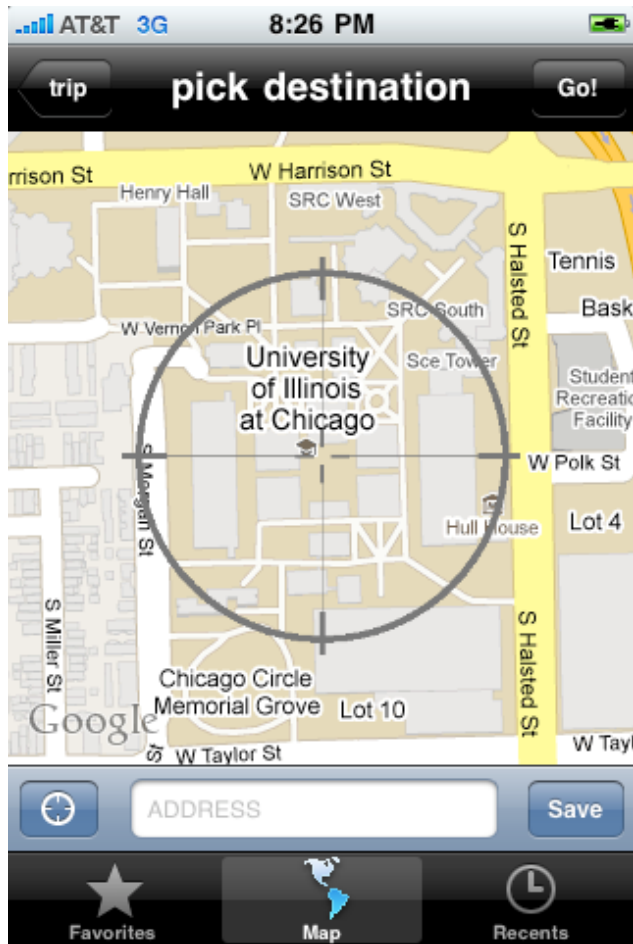 AT&T 3G 8:26 PM
trip pick destination Go!
rrison St
W Harrison St
Henry Hall
SRC West
S Halsted St
Tennis
SRC South
Bask
W Vernon Park Pl
University
of Illinois
at Chicago
Sce Tower
Student
Recreatio
Facility
S Morgan St
W Polk St
Hull House
Lot 4
S Miller St
S Halsted St
Chicago Circle
Memorial Grove
Lot 10
Google
W Taylor St
W Tayl
ADDRESS Save
Favorites Map Recents